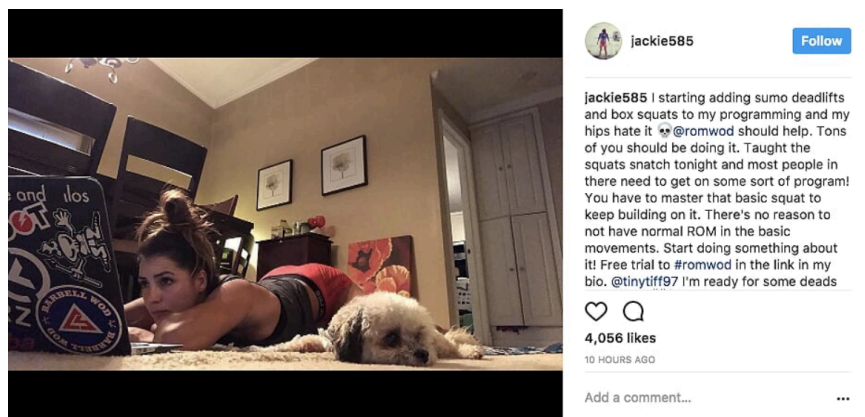 jackie585
Follow
jackie585 I starting adding sumo deadlifts
and box squats to my programming and my
hips hate it 💀@romwod should help. Tons
of you should be doing it. Taught the
squats snatch tonight and most people in
there need to get on some sort of program!
You have to master that basic squat to
keep building on it. There's no reason to
not have normal ROM in the basic
movements. Start doing something about
it! Free trial to #romwod in the link in my
bio. @tinytiff97 I'm ready for some deads
4,056 likes
10 HOURS AGO
Add a comment...
and
BARBELL WOD
BARBELL WOD